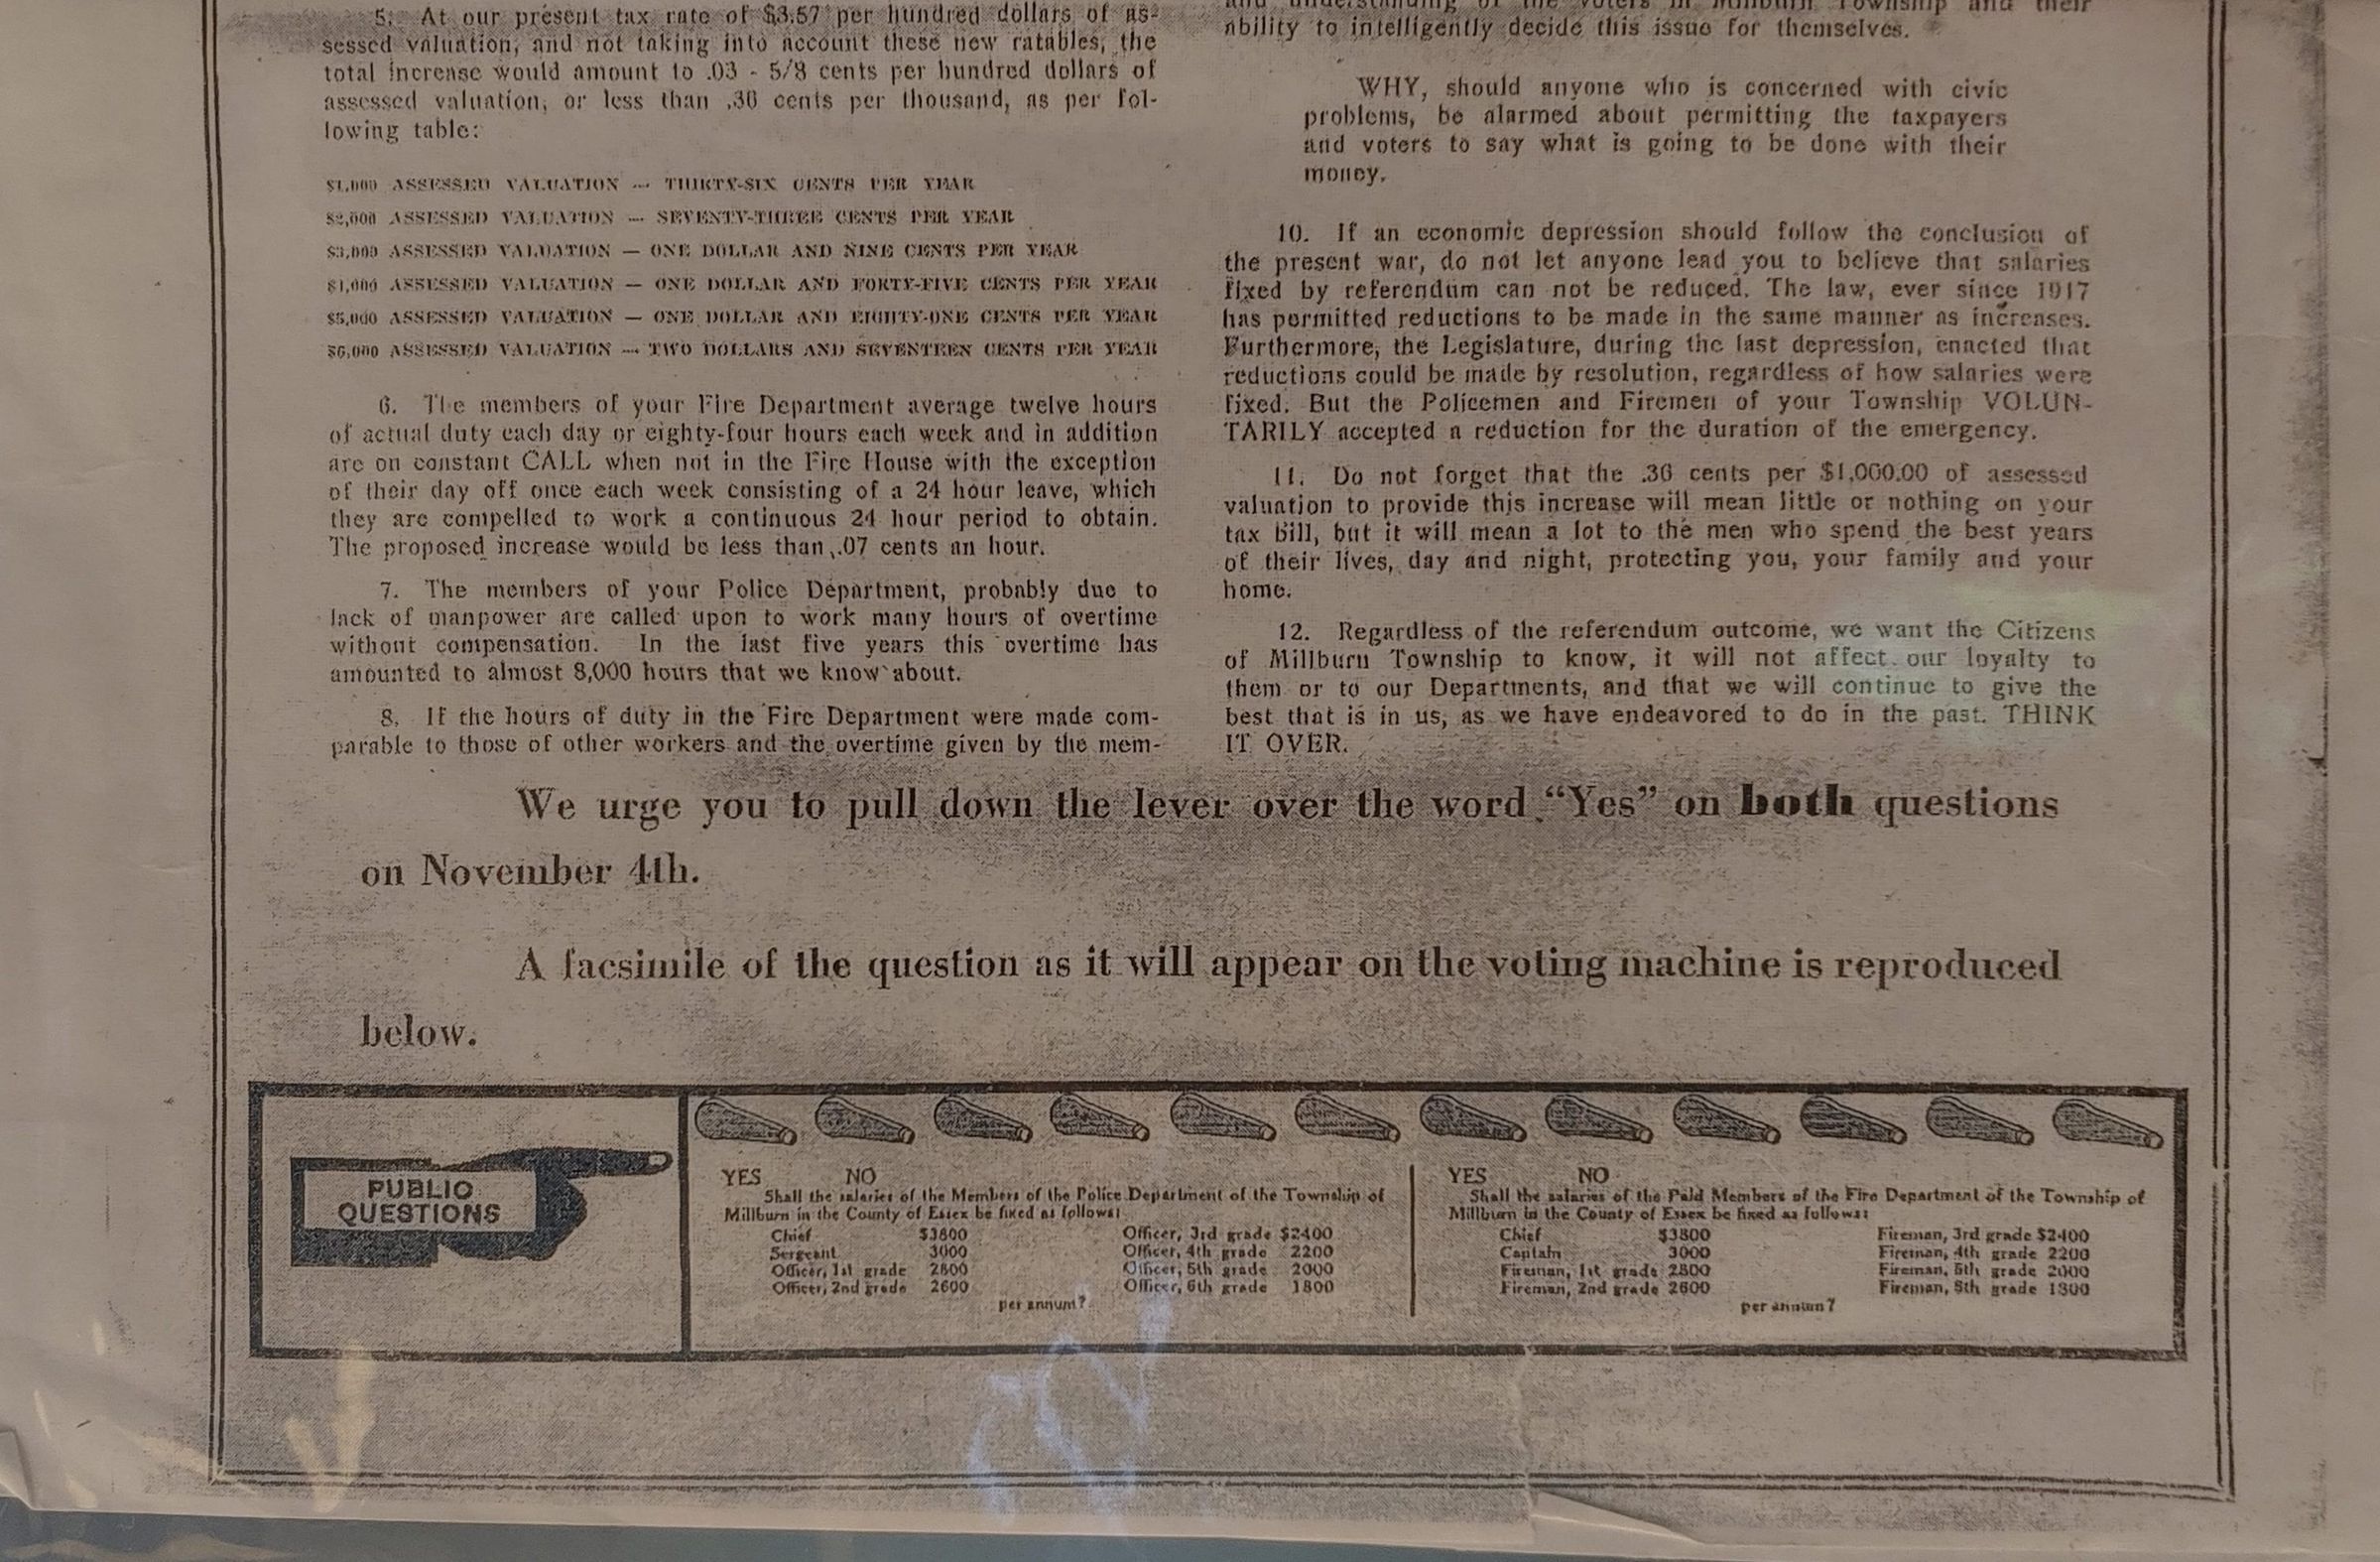 5. At our present tax rate of $3.57 per hundred dollars of as-
sessed valuation, and not taking into account these new ratables, the
total increase would amount to .03 - 5/8 cents per hundred dollars of
assessed valuation, or less than .36 cents per thousand, as per fol-
lowing table:
$1,000 ASSESSED VALUATION — THIRTY-SIX CENTS PER YEAR
$2,000 ASSESSED VALUATION — SEVENTY-THREE CENTS PER YEAR
$3,000 ASSESSED VALUATION — ONE DOLLAR AND NINE CENTS PER YEAR
$4,000 ASSESSED VALUATION — ONE DOLLAR AND FORTY-FIVE CENTS PER YEAR
$5,000 ASSESSED VALUATION — ONE DOLLAR AND EIGHTY-ONE CENTS PER YEAR
$6,000 ASSESSED VALUATION — TWO DOLLARS AND SEVENTEEN CENTS PER YEAR
6. The members of your Fire Department average twelve hours
of actual duty each day or eighty-four hours each week and in addition
are on constant CALL when not in the Fire House with the exception
of their day off once each week consisting of a 24 hour leave, which
they are compelled to work a continuous 24 hour period to obtain.
The proposed increase would be less than .07 cents an hour.
7. The members of your Police Department, probably due to
lack of manpower are called upon to work many hours of overtime
without compensation. In the last five years this overtime has
amounted to almost 8,000 hours that we know about.
8. If the hours of duty in the Fire Department were made com-
parable to those of other workers and the overtime given by the mem-
and understanding of the voters in Millburn Township and their
ability to intelligently decide this issue for themselves.
WHY, should anyone who is concerned with civic
problems, be alarmed about permitting the taxpayers
and voters to say what is going to be done with their
money.
10. If an economic depression should follow the conclusion of
the present war, do not let anyone lead you to believe that salaries
fixed by referendum can not be reduced. The law, ever since 1917
has permitted reductions to be made in the same manner as increases.
Furthermore, the Legislature, during the last depression, enacted that
reductions could be made by resolution, regardless of how salaries were
fixed. But the Policemen and Firemen of your Township VOLUN-
TARILY accepted a reduction for the duration of the emergency.
11. Do not forget that the .36 cents per $1,000.00 of assessed
valuation to provide this increase will mean little or nothing on your
tax bill, but it will mean a lot to the men who spend the best years
of their lives, day and night, protecting you, your family and your
home.
12. Regardless of the referendum outcome, we want the Citizens
of Millburn Township to know, it will not affect our loyalty to
them or to our Departments, and that we will continue to give the
best that is in us, as we have endeavored to do in the past. THINK
IT OVER.
We urge you to pull down the lever over the word "Yes" on both questions
on November 4th.
A facsimile of the question as it will appear on the voting machine is reproduced
below.
PUBLIC
QUESTIONS
YES NO
Shall the salaries of the Members of the Police Department of the Township of
Millburn in the County of Essex be fixed as follows:
Chief $3800 Officer, 3rd grade $2400
Sergeant 3000 Officer, 4th grade 2200
Officer, 1st grade 2800 Officer, 5th grade 2000
Officer, 2nd grade 2600 Officer, 6th grade 1800
per annum?
YES NO
Shall the salaries of the Paid Members of the Fire Department of the Township of
Millburn in the County of Essex be fixed as follows:
Chief $3800 Fireman, 3rd grade $2400
Captain 3000 Fireman, 4th grade 2200
Fireman, 1st grade 2800 Fireman, 5th grade 2000
Fireman, 2nd grade 2600 Fireman, 6th grade 1800
per annum?